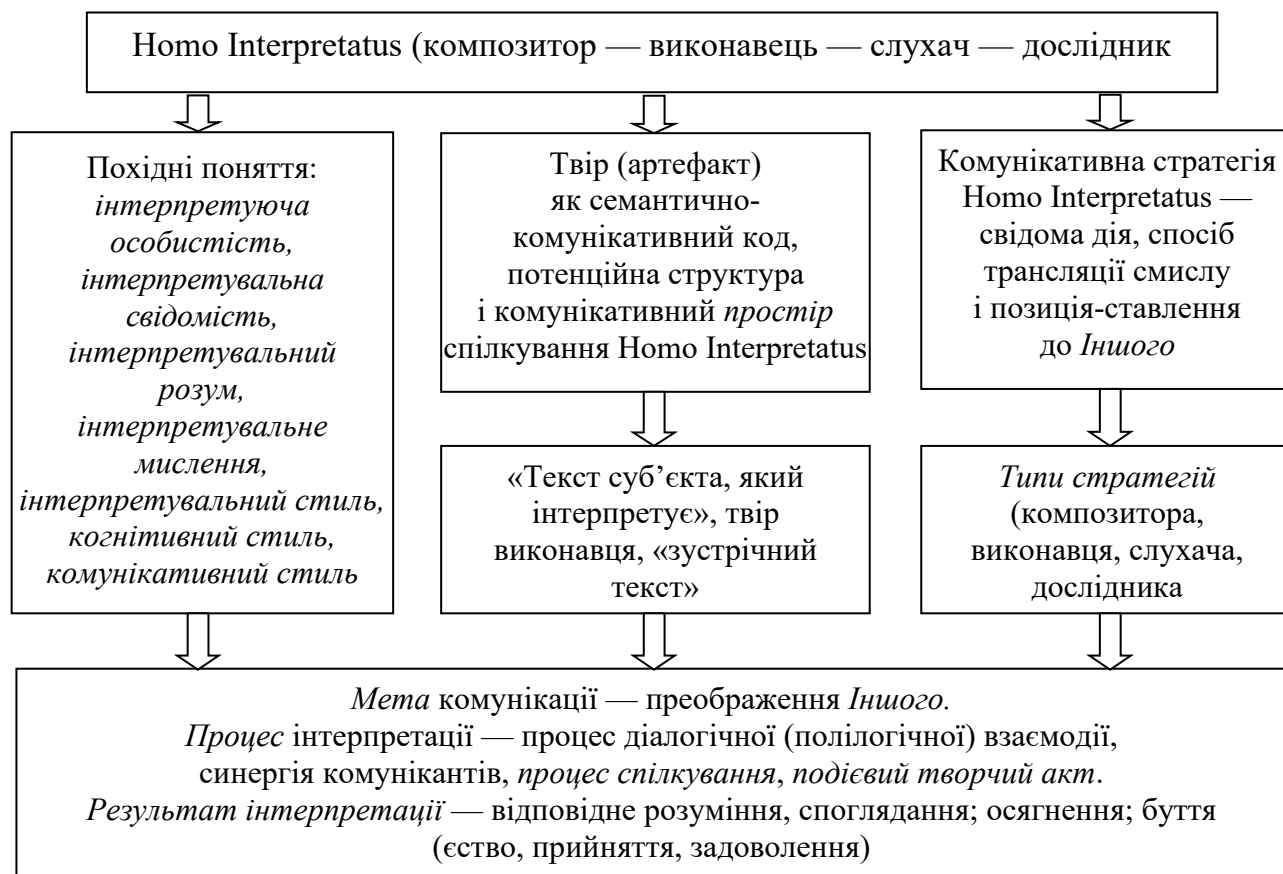 Homo Interpretatus (композитор — виконавець — слухач — дослідник
Похідні поняття:
інтерпретуюча
особистість,
інтерпретувальна
свідомість,
інтерпретувальний
розум,
інтерпретувальне
мислення,
інтерпретувальний стиль,
когнітивний стиль,
комунікативний стиль
Твір (артефакт)
як семантично-
комунікативний код,
потенційна структура
і комунікативний простір
спілкування Homo Interpretatus
«Текст суб’єкта, який
інтерпретує», твір
виконавця, «зустрічний
текст»
Комунікативна стратегія
Homo Interpretatus —
свідома дія, спосіб
трансляції смислу
і позиція-ставлення
до Іншого
Типи стратегій
(композитора,
виконавця, слухача,
дослідника
Мета комунікації — преображення Іншого.
Процес інтерпретації — процес діалогічної (полілогічної) взаємодії,
синергія комунікантів, процес спілкування, подієвий творчий акт.
Результат інтерпретації — відповідне розуміння, споглядання; осягнення; буття
(єство, прийняття, задоволення)